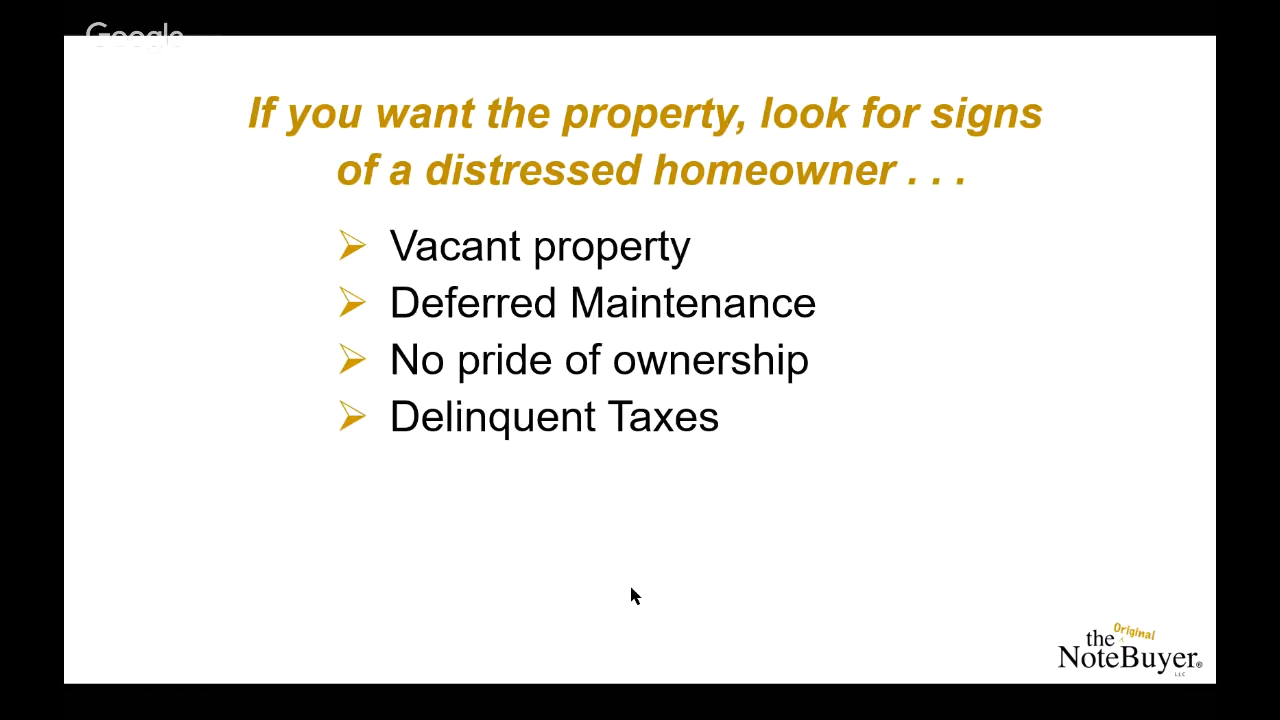 Google
If you want the property, look for signs
of a distressed homeowner . . .
Vacant property
Deferred Maintenance
No pride of ownership
Delinquent Taxes
Original
the
NoteBuyer®
LLC